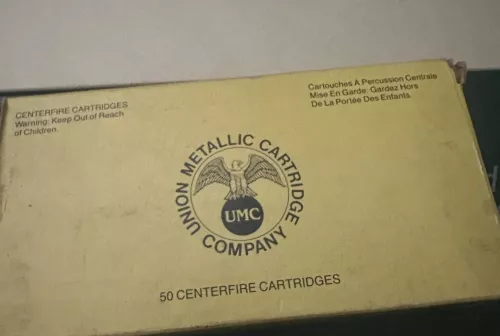 CENTERFIRE CARTRIDGES
Warning: Keep Out of Reach
of Children
Cartouches À Percussion Centrale
Mise En Garde: Gardez Hors
De La Portée Des Enfants.
UNION METALLIC CARTRIDGE
COMPANY
UMC
50 CENTERFIRE CARTRIDGES